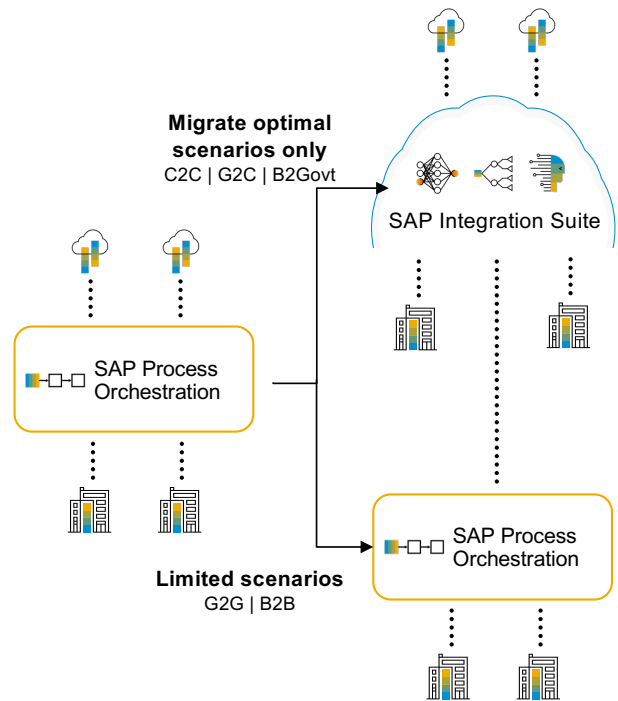 Migrate optimal
scenarios only
C2C | G2C | B2Govt
SAP Integration Suite
SAP Process
Orchestration
SAP Process
Orchestration
Limited scenarios
G2G | B2B